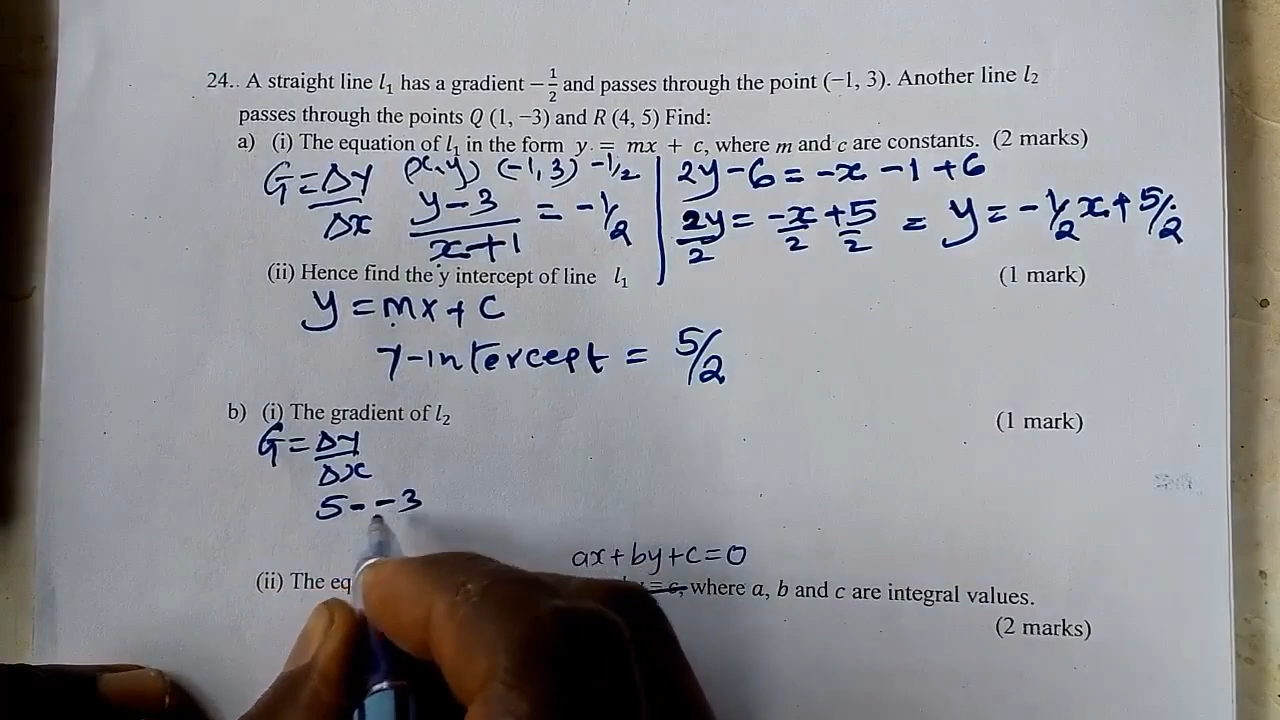 24.. A straight line l₁ has a gradient −1/2 and passes through the point (−1, 3). Another line l₂
passes through the points Q (1, −3) and R (4, 5) Find:
a) (i) The equation of l₁ in the form y = mx + c, where m and c are constants. (2 marks)
G = Δy/Δx (x, y) (-1, 3) -1/2
(y-3)/(x+1) = -1/2
2y-6 = -x -1+6
2y/2 = -x/2 +5/2 = y = -1/2x + 5/2
(ii) Hence find the y intercept of line l₁ (1 mark)
y = mx + c
y-intercept = 5/2
b) (i) The gradient of l₂ (1 mark)
G = Δy/Δx
5--3
ax+by+c=0
(ii) The eq = c, where a, b and c are integral values.
(2 marks)